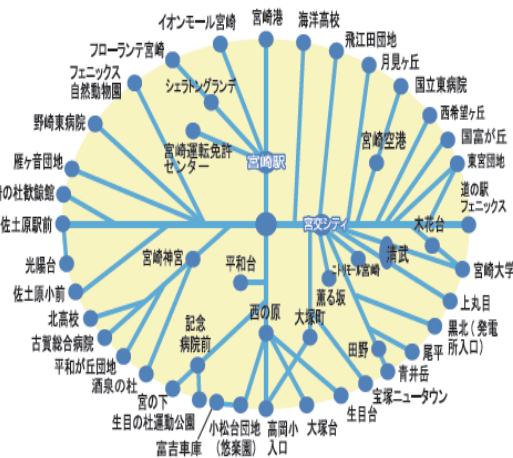 イオンモール宮崎
宮崎港
海洋高校
フローランテ宮崎
飛江田団地
月見ヶ丘
フェニックス
自然動物園
シェラトングランデ
国立東病院
西希望ヶ丘
野崎東病院
宮崎運転免許
センター
宮崎駅
宮崎空港
国富が丘
東宮団地
雁ヶ音団地
の杜歓鯨館
道の駅
フェニックス
佐土原駅前
宮交シティ
木花台
光陽台
宮崎神宮
平和台
ニトリモール宮崎
清武
宮崎大学
佐土原小前
薫る坂
上丸目
北高校
記念
病院前
西の原
大塚町
黒北(発電
所入口)
古賀総合病院
田野
尾平
平和が丘団地
青井岳
酒泉の杜
宝塚ニュータウン
宮の下
生目台
生目の杜運動公園
小松台団地
(悠楽園)
高岡小
入口
大塚台
富吉車庫